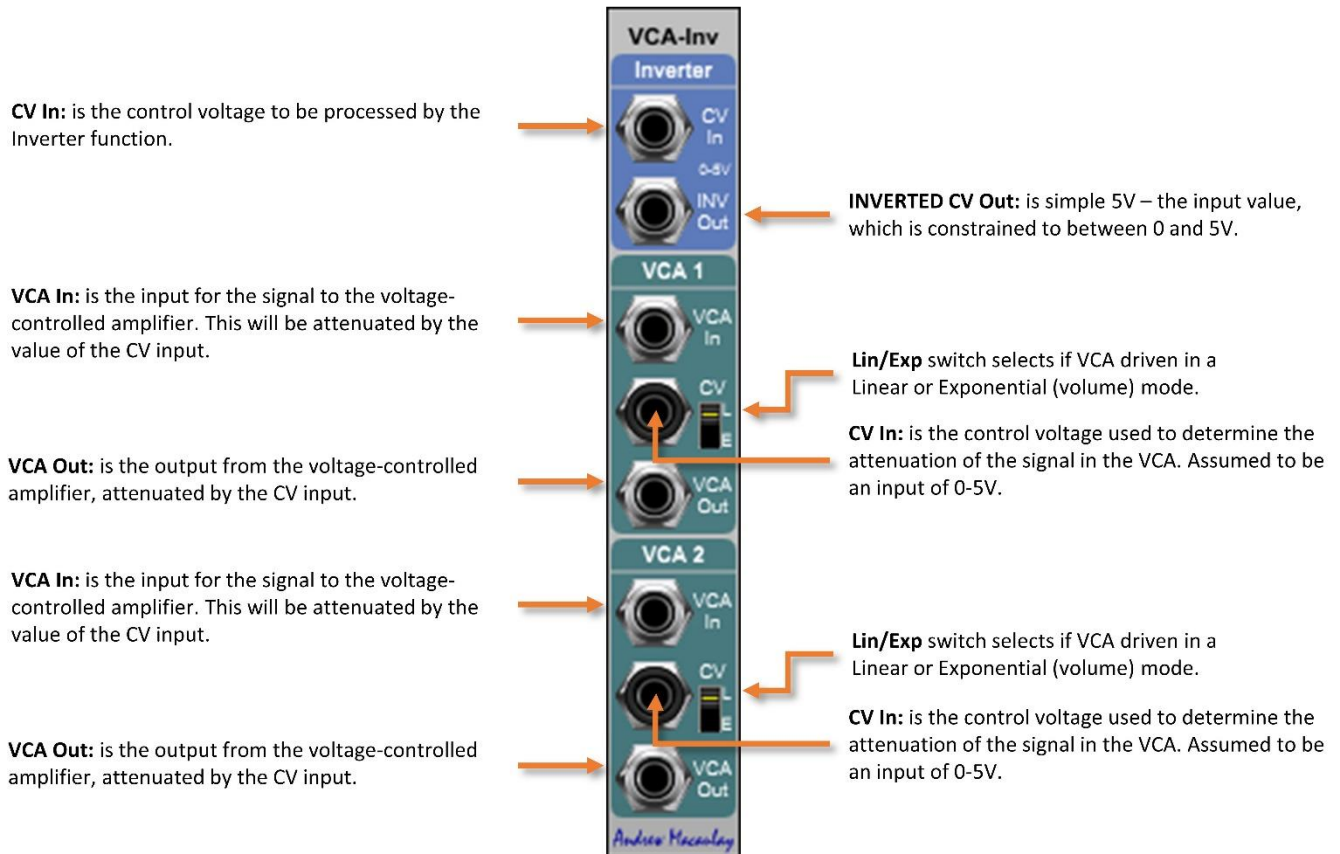 VCA-Inv
Inverter
CV In: is the control voltage to be processed by the
Inverter function.
CV
In
0-5V
INV
Out
INVERTED CV Out: is simple 5V – the input value,
which is constrained to between 0 and 5V.
VCA 1
VCA In: is the input for the signal to the voltage-
controlled amplifier. This will be attenuated by the
value of the CV input.
VCA
In
Lin/Exp switch selects if VCA driven in a
Linear or Exponential (volume) mode.
CV
L
E
CV In: is the control voltage used to determine the
attenuation of the signal in the VCA. Assumed to be
an input of 0-5V.
VCA Out: is the output from the voltage-controlled
amplifier, attenuated by the CV input.
VCA
Out
VCA 2
VCA In: is the input for the signal to the voltage-
controlled amplifier. This will be attenuated by the
value of the CV input.
VCA
In
Lin/Exp switch selects if VCA driven in a
Linear or Exponential (volume) mode.
CV
L
E
CV In: is the control voltage used to determine the
attenuation of the signal in the VCA. Assumed to be
an input of 0-5V.
VCA Out: is the output from the voltage-controlled
amplifier, attenuated by the CV input.
VCA
Out
Andrew Macaulay